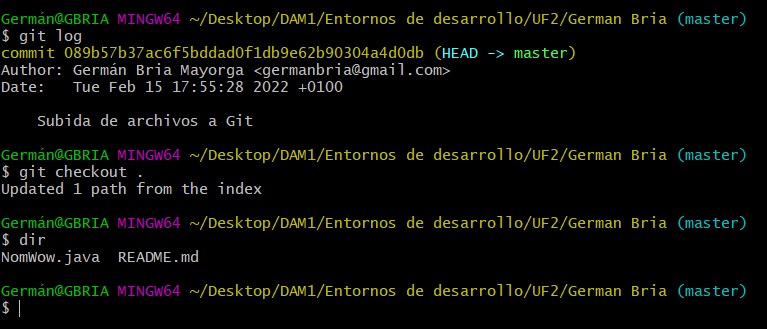 Germán@GBRIA MINGW64 ~/Desktop/DAM1/Entornos de desarrollo/UF2/German Bria (master)
$ git log
commit 089b57b37ac6f5bddad0f1db9e62b90304a4d0db (HEAD -> master)
Author: Germán Bria Mayorga <germanbria@gmail.com>
Date:   Tue Feb 15 17:55:28 2022 +0100
    Subida de archivos a Git
Germán@GBRIA MINGW64 ~/Desktop/DAM1/Entornos de desarrollo/UF2/German Bria (master)
$ git checkout .
Updated 1 path from the index
Germán@GBRIA MINGW64 ~/Desktop/DAM1/Entornos de desarrollo/UF2/German Bria (master)
$ dir
NomWow.java  README.md
Germán@GBRIA MINGW64 ~/Desktop/DAM1/Entornos de desarrollo/UF2/German Bria (master)
$